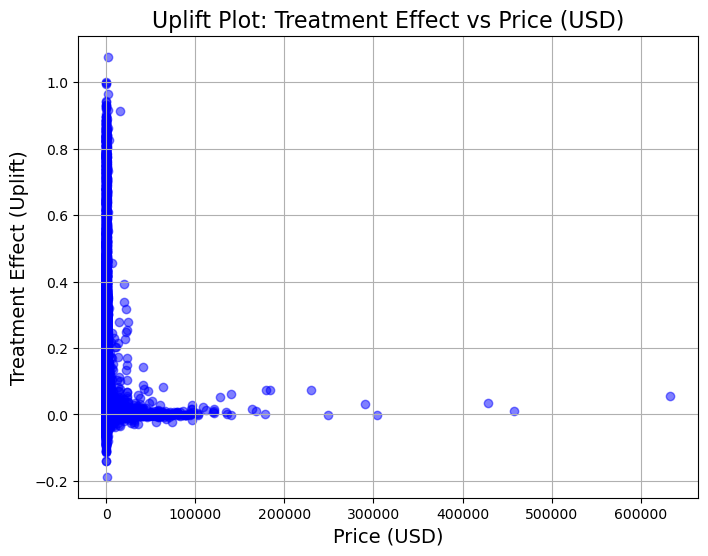 Uplift Plot: Treatment Effect vs Price (USD)
Treatment Effect (Uplift)
1.0
0.8
0.6
0.4
0.2
0.0
−0.2
0 100000 200000 300000 400000 500000 600000
Price (USD)